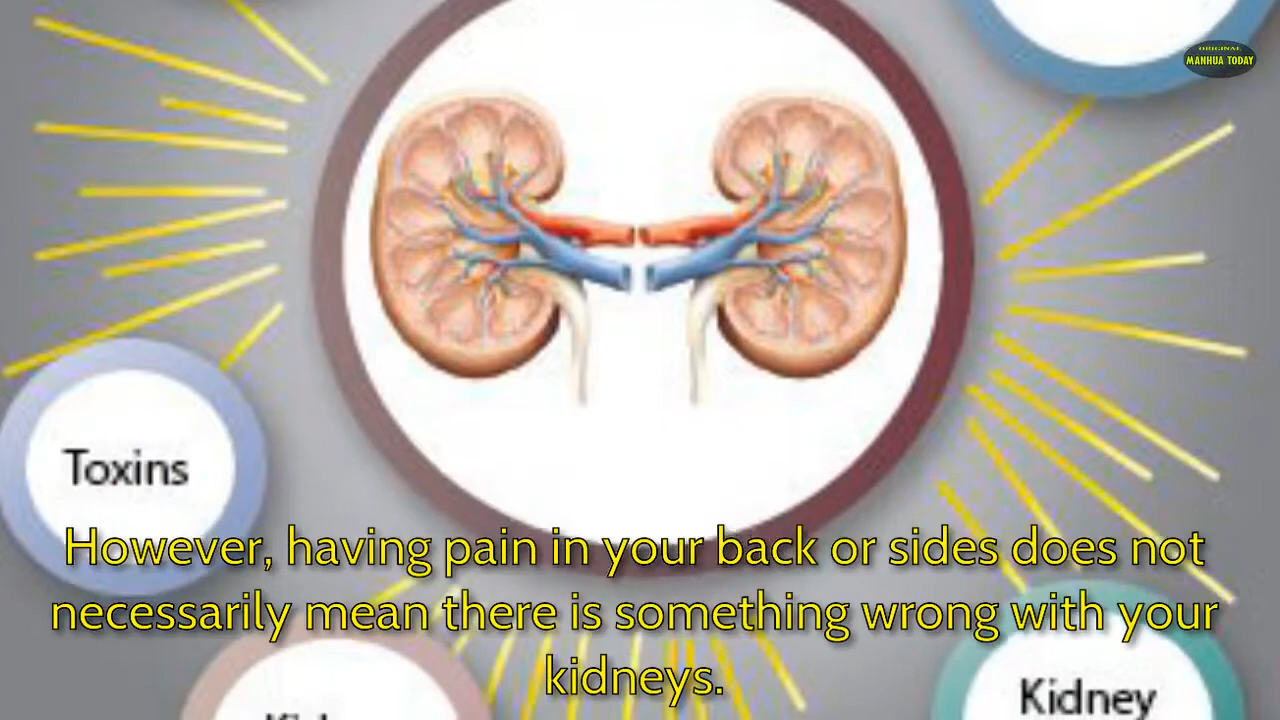 ORIGINAL
MANHUA TODAY
Toxins
However, having pain in your back or sides does not
necessarily mean there is something wrong with your
kidneys.
Kidney